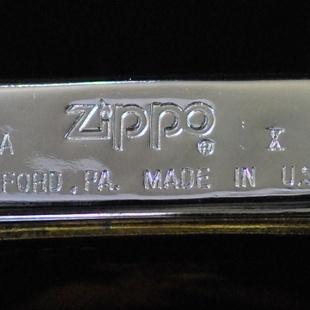 A zippo ® X
FORD, PA. MADE IN U.S